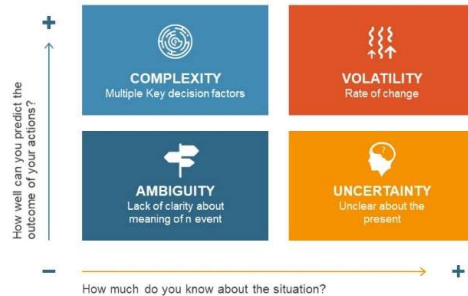 How well can you predict the
outcome of your actions?
+
COMPLEXITY
Multiple Key decision factors
VOLATILITY
Rate of change
AMBIGUITY
Lack of clarity about
meaning of n event
UNCERTAINTY
?
Unclear about the
present
−
+
How much do you know about the situation?